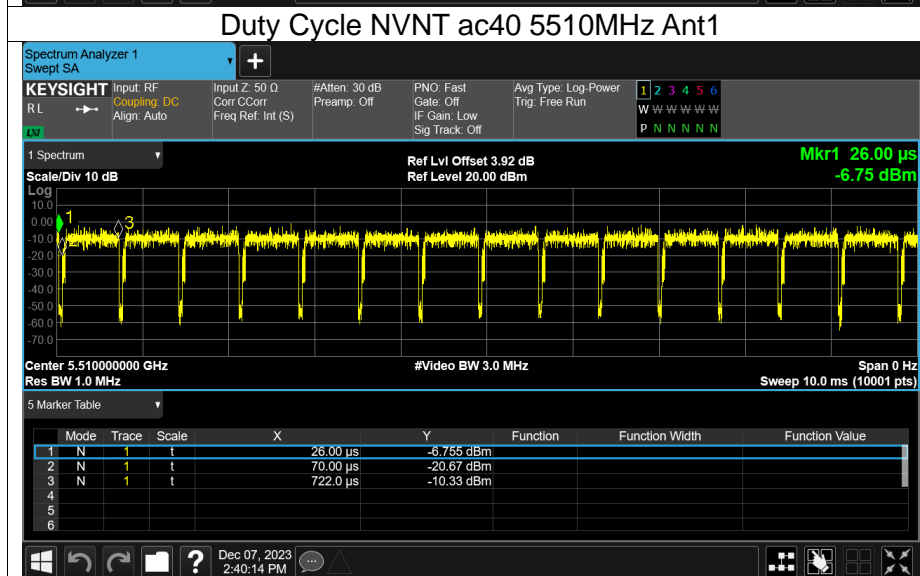 Duty Cycle NVNT ac40 5510MHz Ant1
Spectrum Analyzer 1
Swept SA
+
KEYSIGHT Input: RF Input Z: 50 Ω #Atten: 30 dB PNO: Fast Avg Type: Log-Power 1 2 3 4 5 6
RL Coupling: DC Corr CCorr Preamp: Off Gate: Off Trig: Free Run W W W W W W
Align: Auto Freq Ref: Int (S) IF Gain: Low
LXI Sig Track: Off P N N N N N
1 Spectrum Ref Lvl Offset 3.92 dB Mkr1 26.00 µs
Scale/Div 10 dB Ref Level 20.00 dBm -6.75 dBm
Log
10.0
0.00 1 3
-10.0 2
-20.0
-30.0
-40.0
-50.0
-60.0
-70.0
Center 5.510000000 GHz #Video BW 3.0 MHz Span 0 Hz
Res BW 1.0 MHz Sweep 10.0 ms (10001 pts)
5 Marker Table
Mode Trace Scale X Y Function Function Width Function Value
1 N 1 t 26.00 µs -6.755 dBm
2 N 1 t 70.00 µs -20.67 dBm
3 N 1 t 722.0 µs -10.33 dBm
4
5
6
? Dec 07, 2023
2:40:14 PM